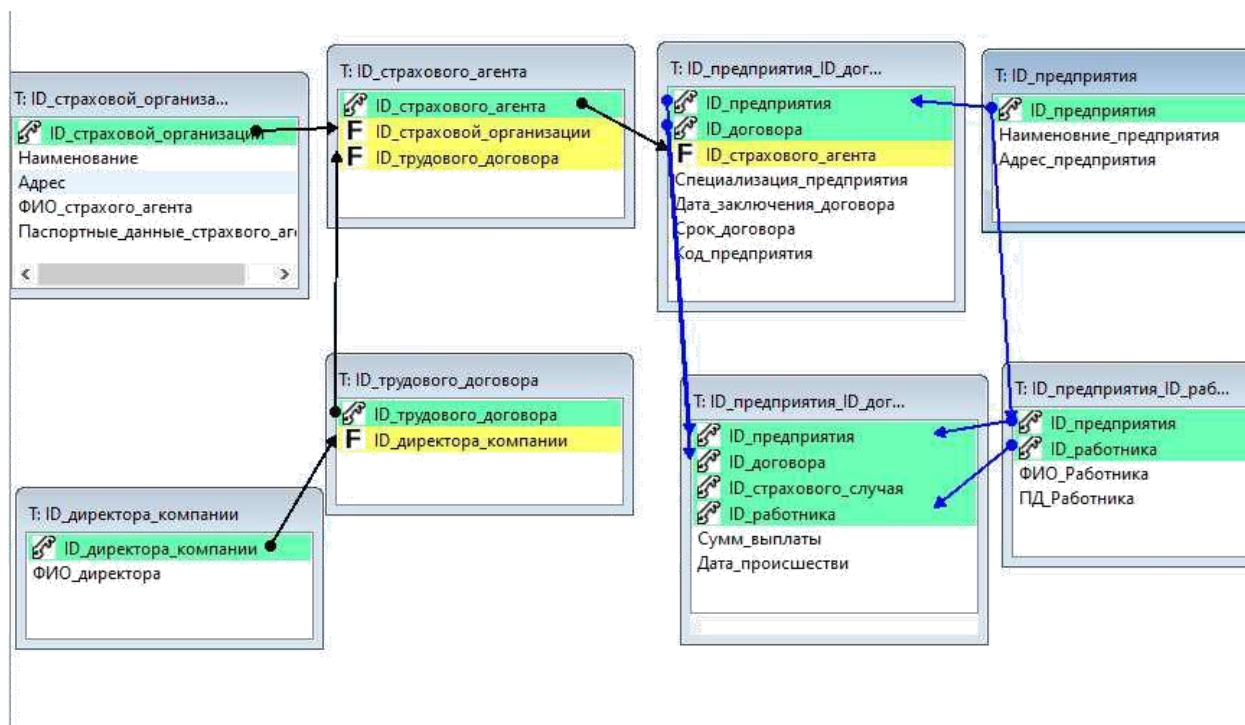 T: ID_страховой_организа...
ID_страховой_организации
Наименование
Адрес
ФИО_страхого_агента
Паспортные_данные_страхвого_аге
T: ID_страхового_агента
ID_страхового_агента
F ID_страховой_организации
F ID_трудового_договора
T: ID_предприятия_ID_дог...
ID_предприятия
ID_договора
F ID_страхового_агента
Специализация_предприятия
Дата_заключения_договора
Срок_договора
Код_предприятия
T: ID_предприятия
ID_предприятия
Наименовние_предприятия
Адрес_предприятия
T: ID_трудового_договора
ID_трудового_договора
F ID_директора_компании
T: ID_предприятия_ID_дог...
ID_предприятия
ID_договора
ID_страхового_случая
ID_работника
Сумм_выплаты
Дата_происшестви
T: ID_предприятия_ID_раб...
ID_предприятия
ID_работника
ФИО_Работника
ПД_Работника
T: ID_директора_компании
ID_директора_компании
ФИО_директора